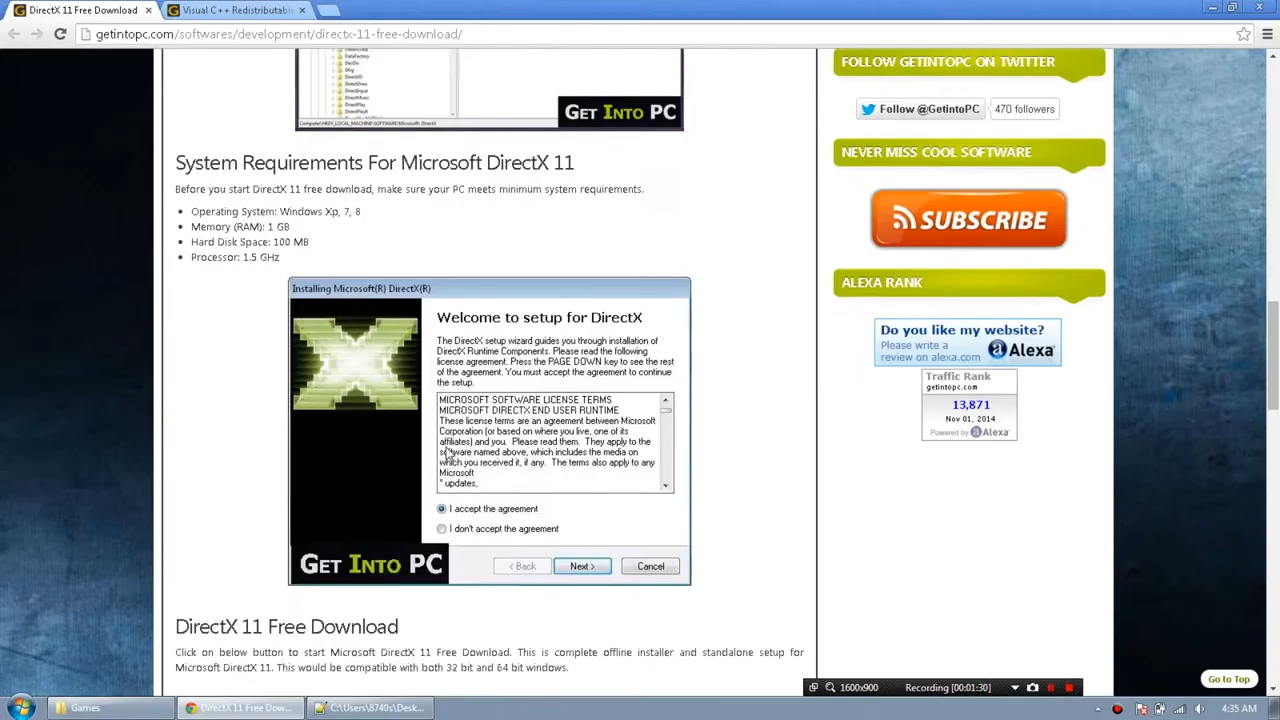 DirectX 11 Free Download
Visual C++ Redistributabl
getintopc.com/softwares/development/directx-11-free-download/
DataFactory
DirectDraw
DirectInput
DirectMusic
DirectPlay
GET INTO PC
System Requirements For Microsoft DirectX 11
Before you start DirectX 11 free download, make sure your PC meets minimum system requirements.
Operating System: Windows Xp, 7, 8
Memory (RAM): 1 GB
Hard Disk Space: 100 MB
Processor: 1.5 GHz
Installing Microsoft(R) DirectX(R)
Welcome to setup for DirectX
The DirectX setup wizard guides you through installation of
DirectX Runtime Components. Please read the following
license agreement. Press the PAGE DOWN key to see the rest
of the agreement. You must accept the agreement to continue
the setup.
MICROSOFT SOFTWARE LICENSE TERMS
MICROSOFT DIRECTX END USER RUNTIME
These license terms are an agreement between Microsoft
Corporation (or based on where you live, one of its
affiliates) and you. Please read them. They apply to the
software named above, which includes the media on
which you received it, if any. The terms also apply to any
Microsoft
" updates,
I accept the agreement
I don't accept the agreement
GET INTO PC
< Back
Next >
Cancel
DirectX 11 Free Download
Click on below button to start Microsoft DirectX 11 Free Download. This is complete offline installer and standalone setup for
Microsoft DirectX 11. This would be compatible with both 32 bit and 64 bit windows.
FOLLOW GETINTOPC ON TWITTER
Follow @GetintoPC
470 followers
NEVER MISS COOL SOFTWARE
SUBSCRIBE
ALEXA RANK
Do you like my website?
Please write a
review on alexa.com
Alexa
Traffic Rank
getintopc.com
13,871
Nov 01, 2014
Powered by Alexa
Go to Top
1600x900
Recording [00:01:30]
Games
DirectX 11 Free Dow...
C:\Users\8740s\Desk...
4:35 AM